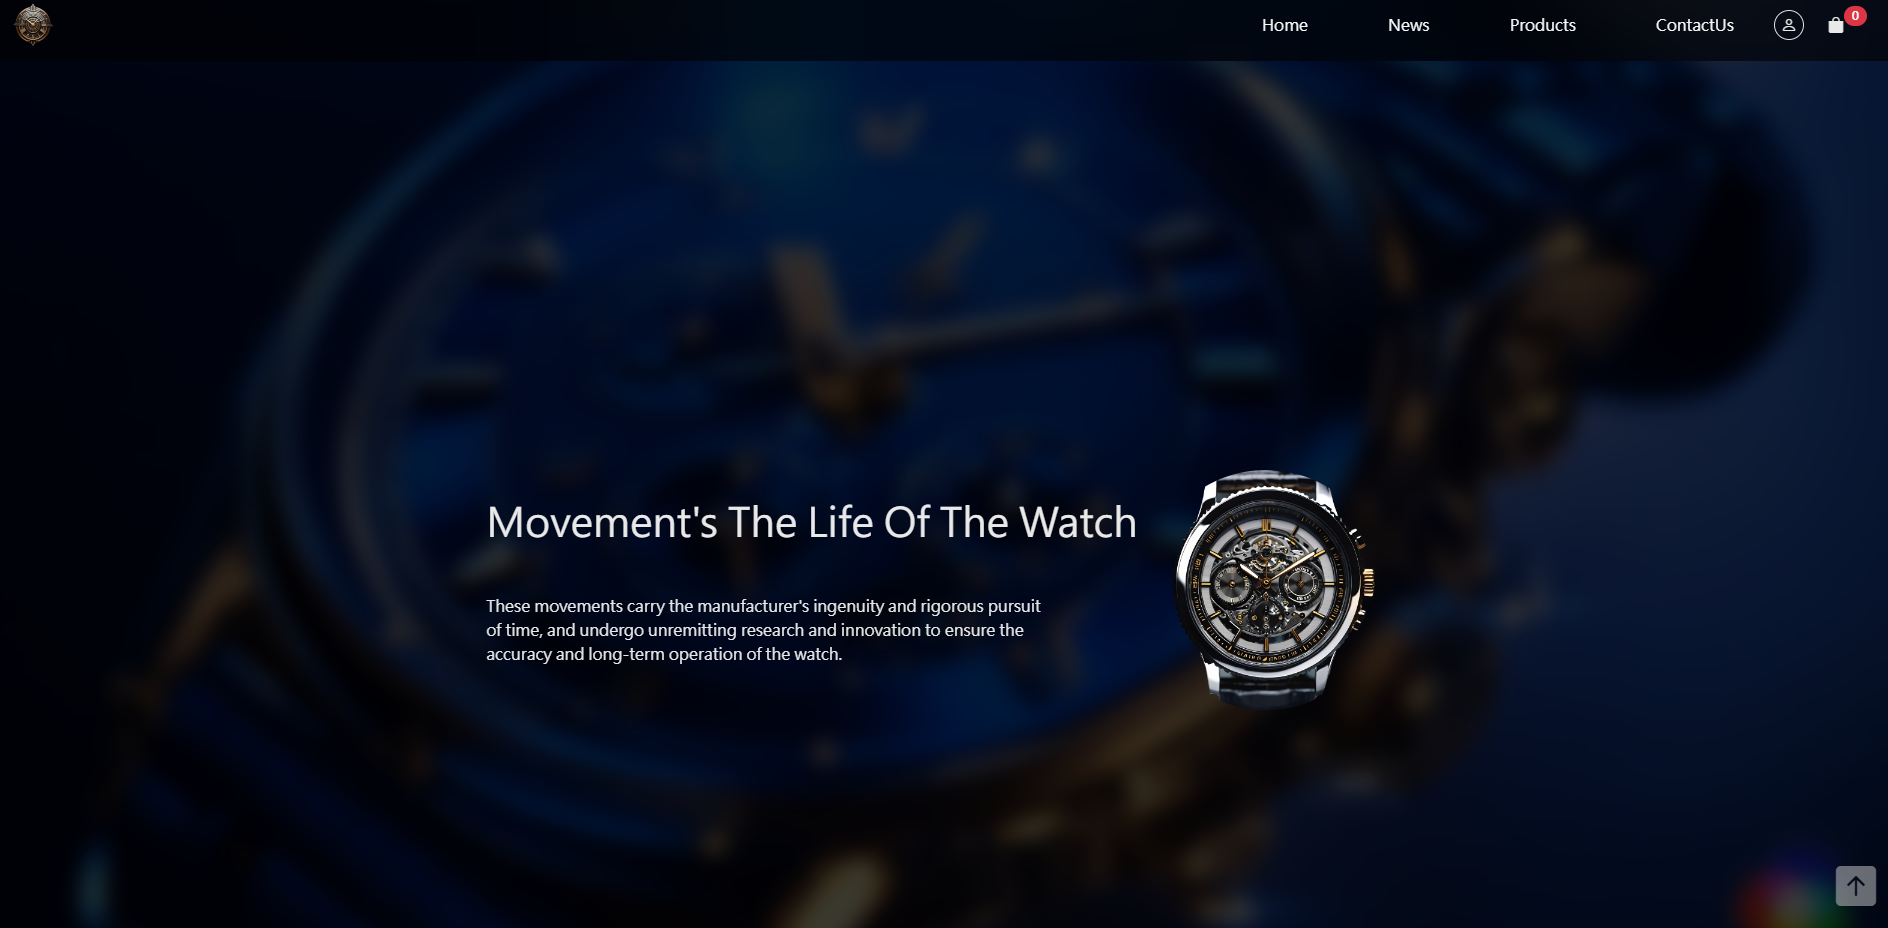 Home
News
Products
ContactUs
0
Movement's The Life Of The Watch
These movements carry the manufacturer's ingenuity and rigorous pursuit
of time, and undergo unremitting research and innovation to ensure the
accuracy and long-term operation of the watch.